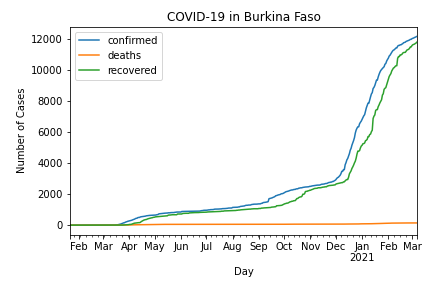 COVID-19 in Burkina Faso
confirmed
deaths
recovered
Number of Cases
12000
10000
8000
6000
4000
2000
0
Feb Mar Apr May Jun Jul Aug Sep Oct Nov Dec Jan Feb Mar
2021
Day